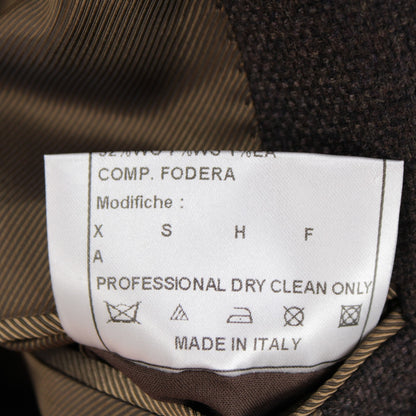 COMP. FODERA
Modifiche :
X S H F
A
PROFESSIONAL DRY CLEAN ONLY
MADE IN ITALY